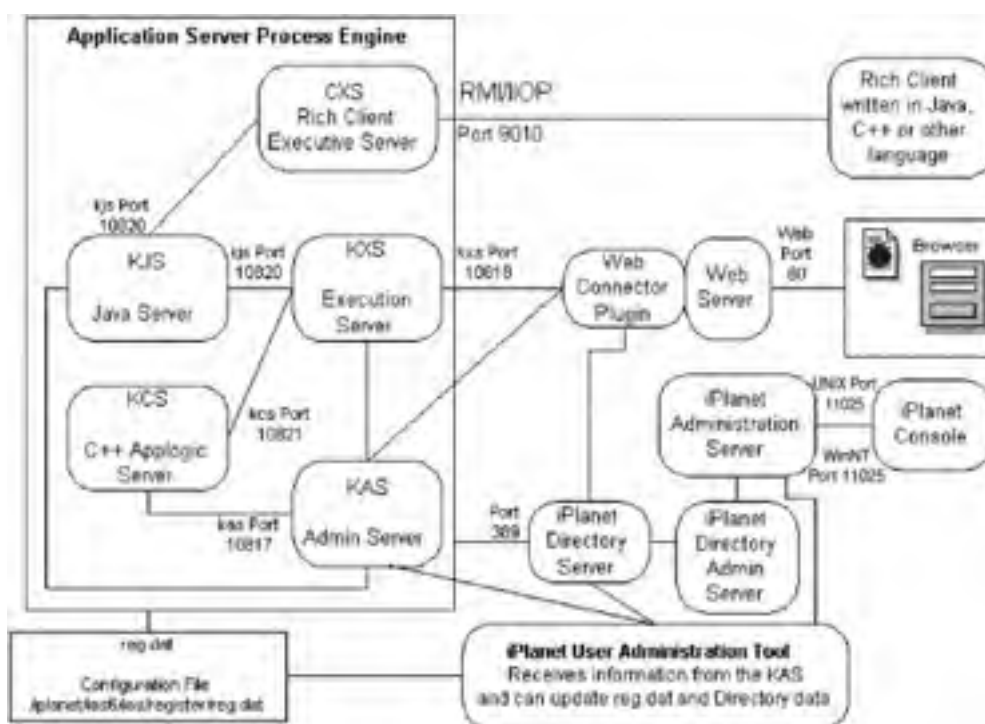 Application Server Process Engine
CXS
Rich Client
Executive Server
RMI/IIOP
Port 9010
Rich Client
written in Java,
C++ or other
language
kjs Port
10820
KJS
Java Server
kjs Port
10820
KXS
Execution
Server
kxs Port
10818
Web
Connector
Plugin
Web
Server
Web
Port
80
Browser
KCS
C++ Applogic
Server
kcs Port
10821
KAS
Admin Server
kas Port
10817
Port
389
iPlanet
Directory
Server
iPlanet
Administration
Server
UNIX Port
11025
WinNT
Port 11025
iPlanet
Console
iPlanet
Directory
Admin
Server
reg.dat
Configuration File
iPlanet User Administration Tool
Receives information from the KAS
and can update reg dat and Directory data